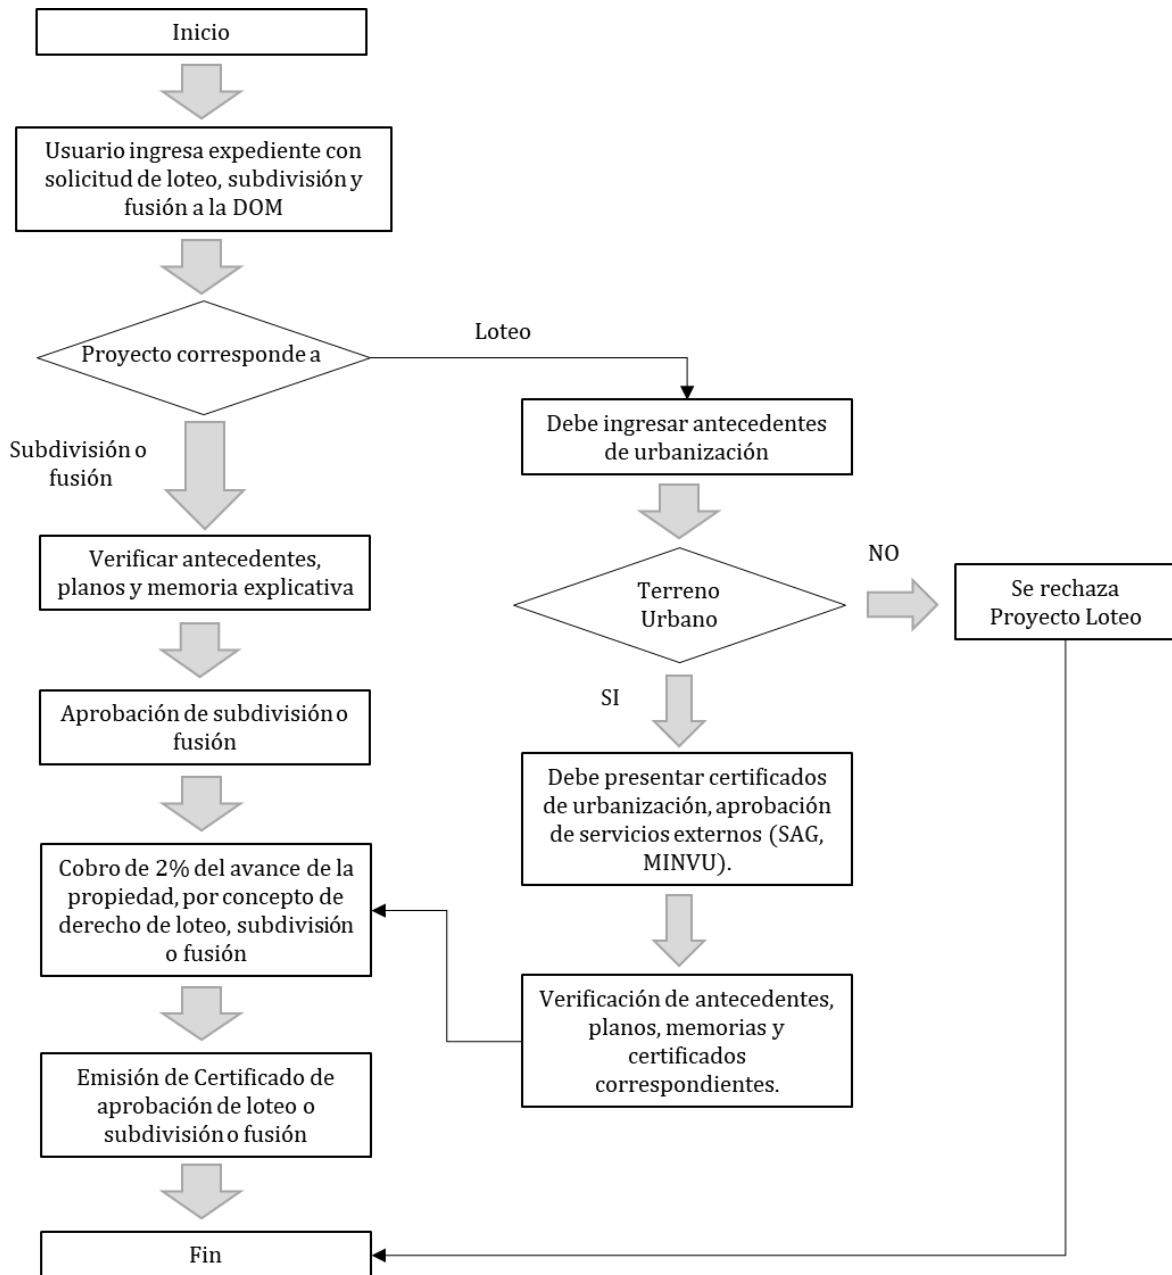 Inicio
Usuario ingresa expediente con
solicitud de loteo, subdivisión y
fusión a la DOM
Proyecto corresponde a
Loteo
Subdivisión o
fusión
Debe ingresar antecedentes
de urbanización
Verificar antecedentes,
planos y memoria explicativa
Terreno
Urbano
NO
Se rechaza
Proyecto Loteo
SI
Aprobación de subdivisión o
fusión
Debe presentar certificados
de urbanización, aprobación
de servicios externos (SAG,
MINVU).
Cobro de 2% del avance de la
propiedad, por concepto de
derecho de loteo, subdivisión
o fusión
Verificación de antecedentes,
planos, memorias y
certificados
correspondientes.
Emisión de Certificado de
aprobación de loteo o
subdivisión o fusión
Fin